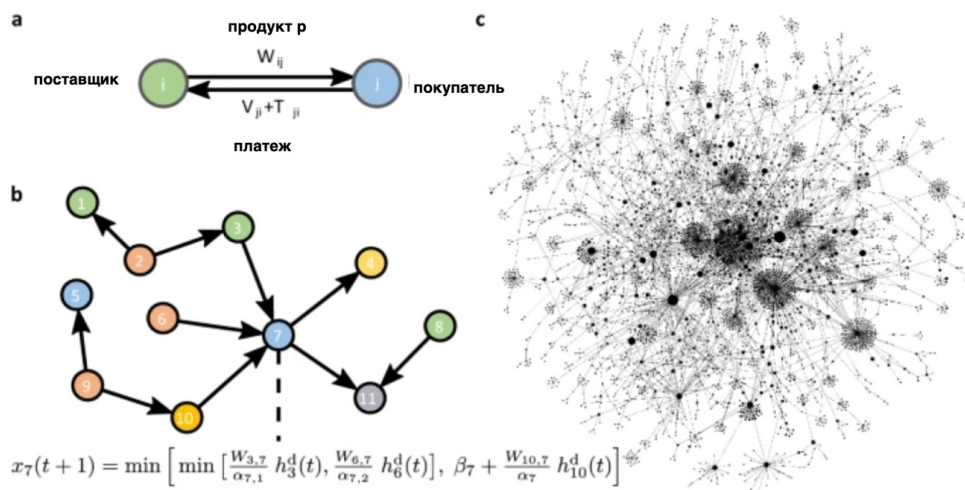 a
продукт p
W ij
поставщик
i
j
покупатель
V ji + T ji
платеж
b
1
2
3
4
5
6
7
8
9
10
11
x₇(t + 1) = min [ min [ W₃,₇/α₇,₁ h₃ᵈ(t), W₆,₇/α₇,₂ h₆ᵈ(t) ], β₇ + W₁₀,₇/α₇ h₁₀ᵈ(t) ]
c